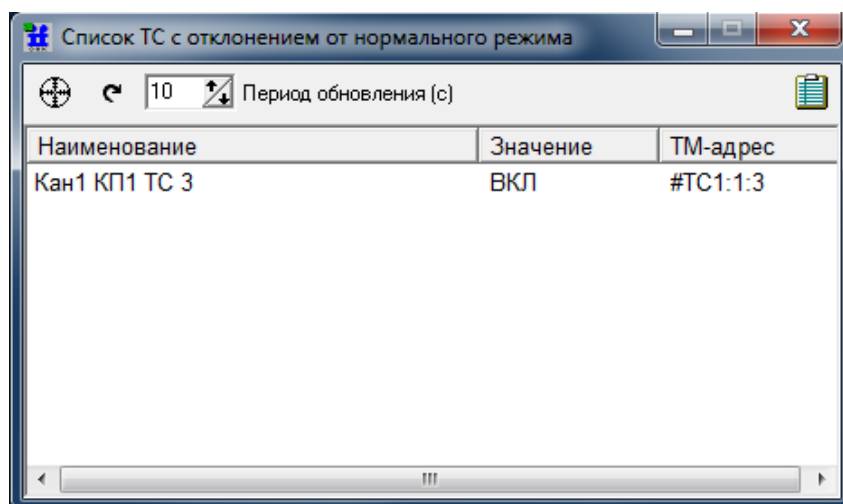 Список ТС с отклонением от нормального режима
10 Период обновления (с)
Наименование Значение ТМ-адрес
Кан1 КП1 ТС 3 ВКЛ #ТС1:1:3